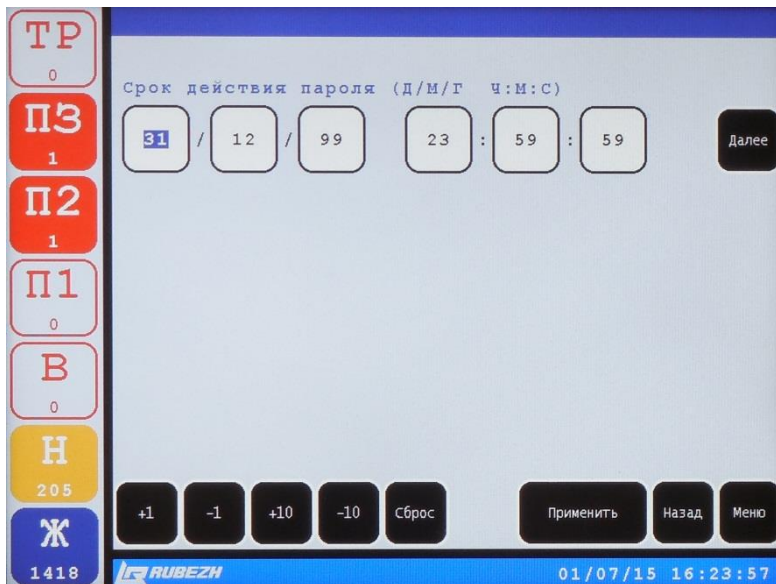 ТР
0
ПЗ
1
П2
1
П1
0
В
0
Н
205
Ж
1418
Срок действия пароля (Д/М/Г Ч:М:С)
31 / 12 / 99 23 : 59 : 59
Далее
+1 -1 +10 -10 Сброс Применить Назад Меню
RUBEZH 01/07/15 16:23:57